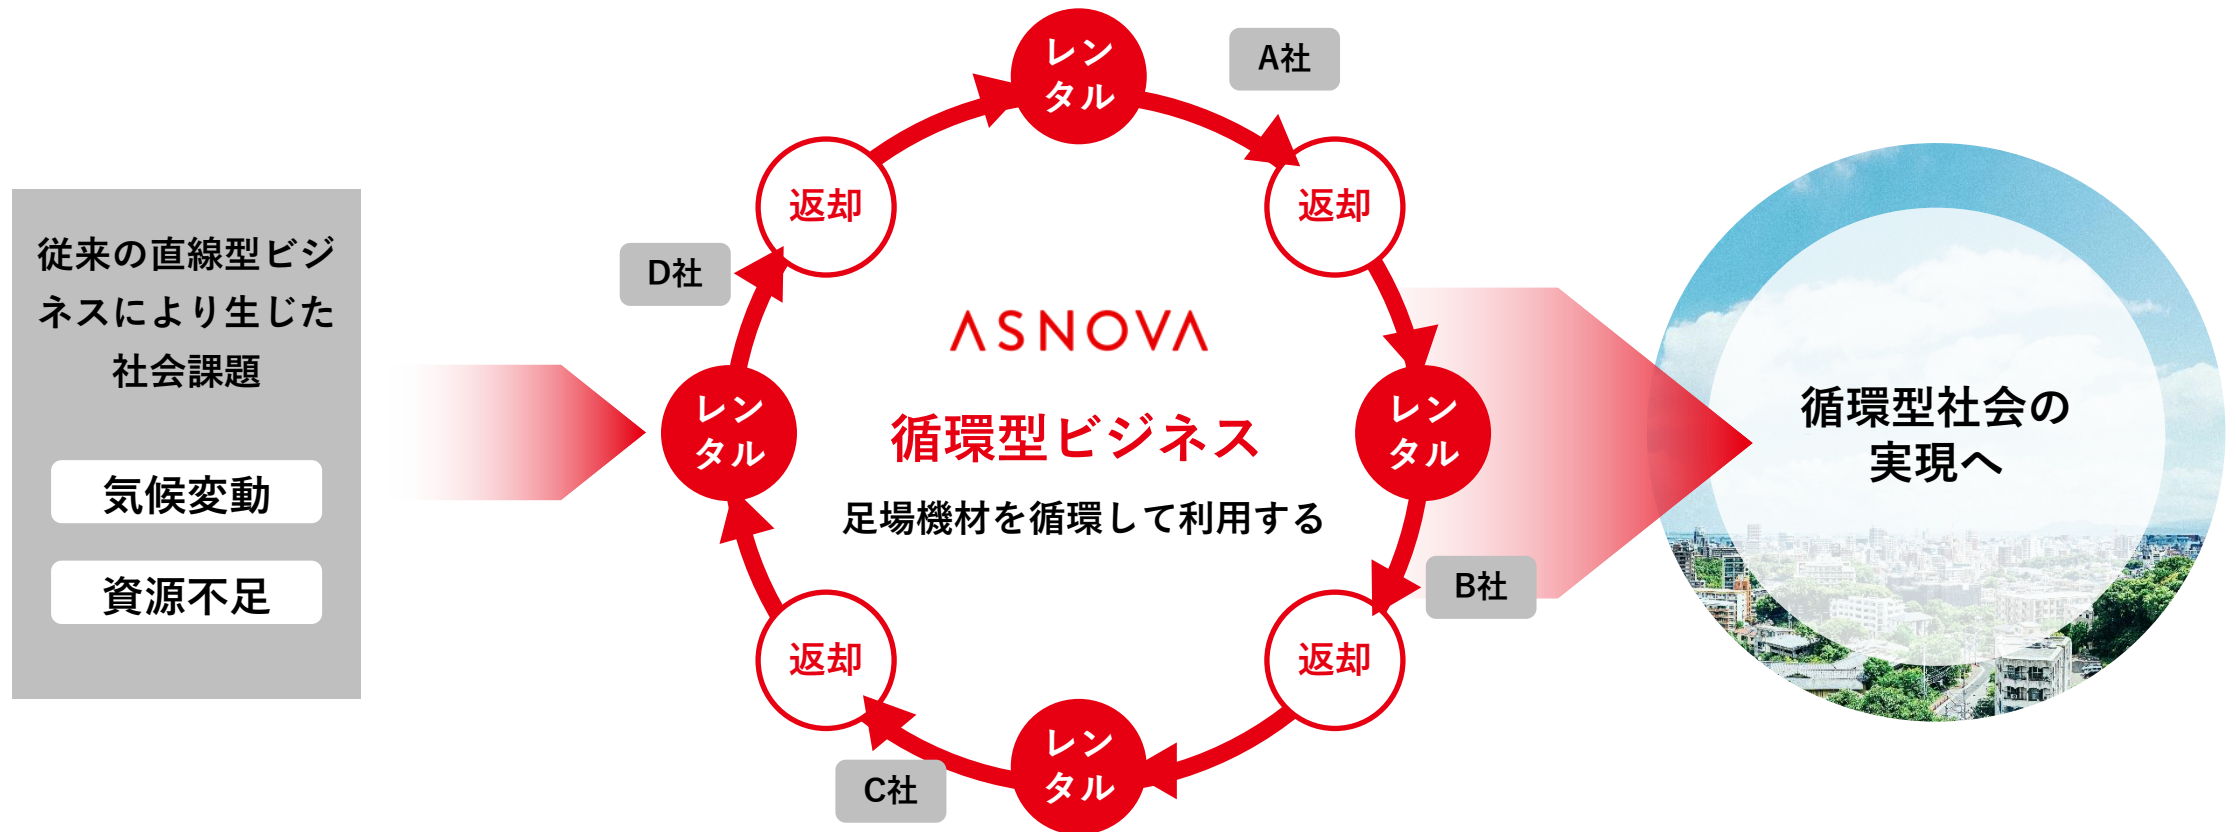 従来の直線型ビジ
ネスにより生じた
社会課題
気候変動
資源不足
レン
タル
A社
返却
レン
タル
B社
返却
レン
タル
C社
返却
レン
タル
D社
返却
ASNOVA
循環型ビジネス
足場機材を循環して利用する
循環型社会の
実現へ